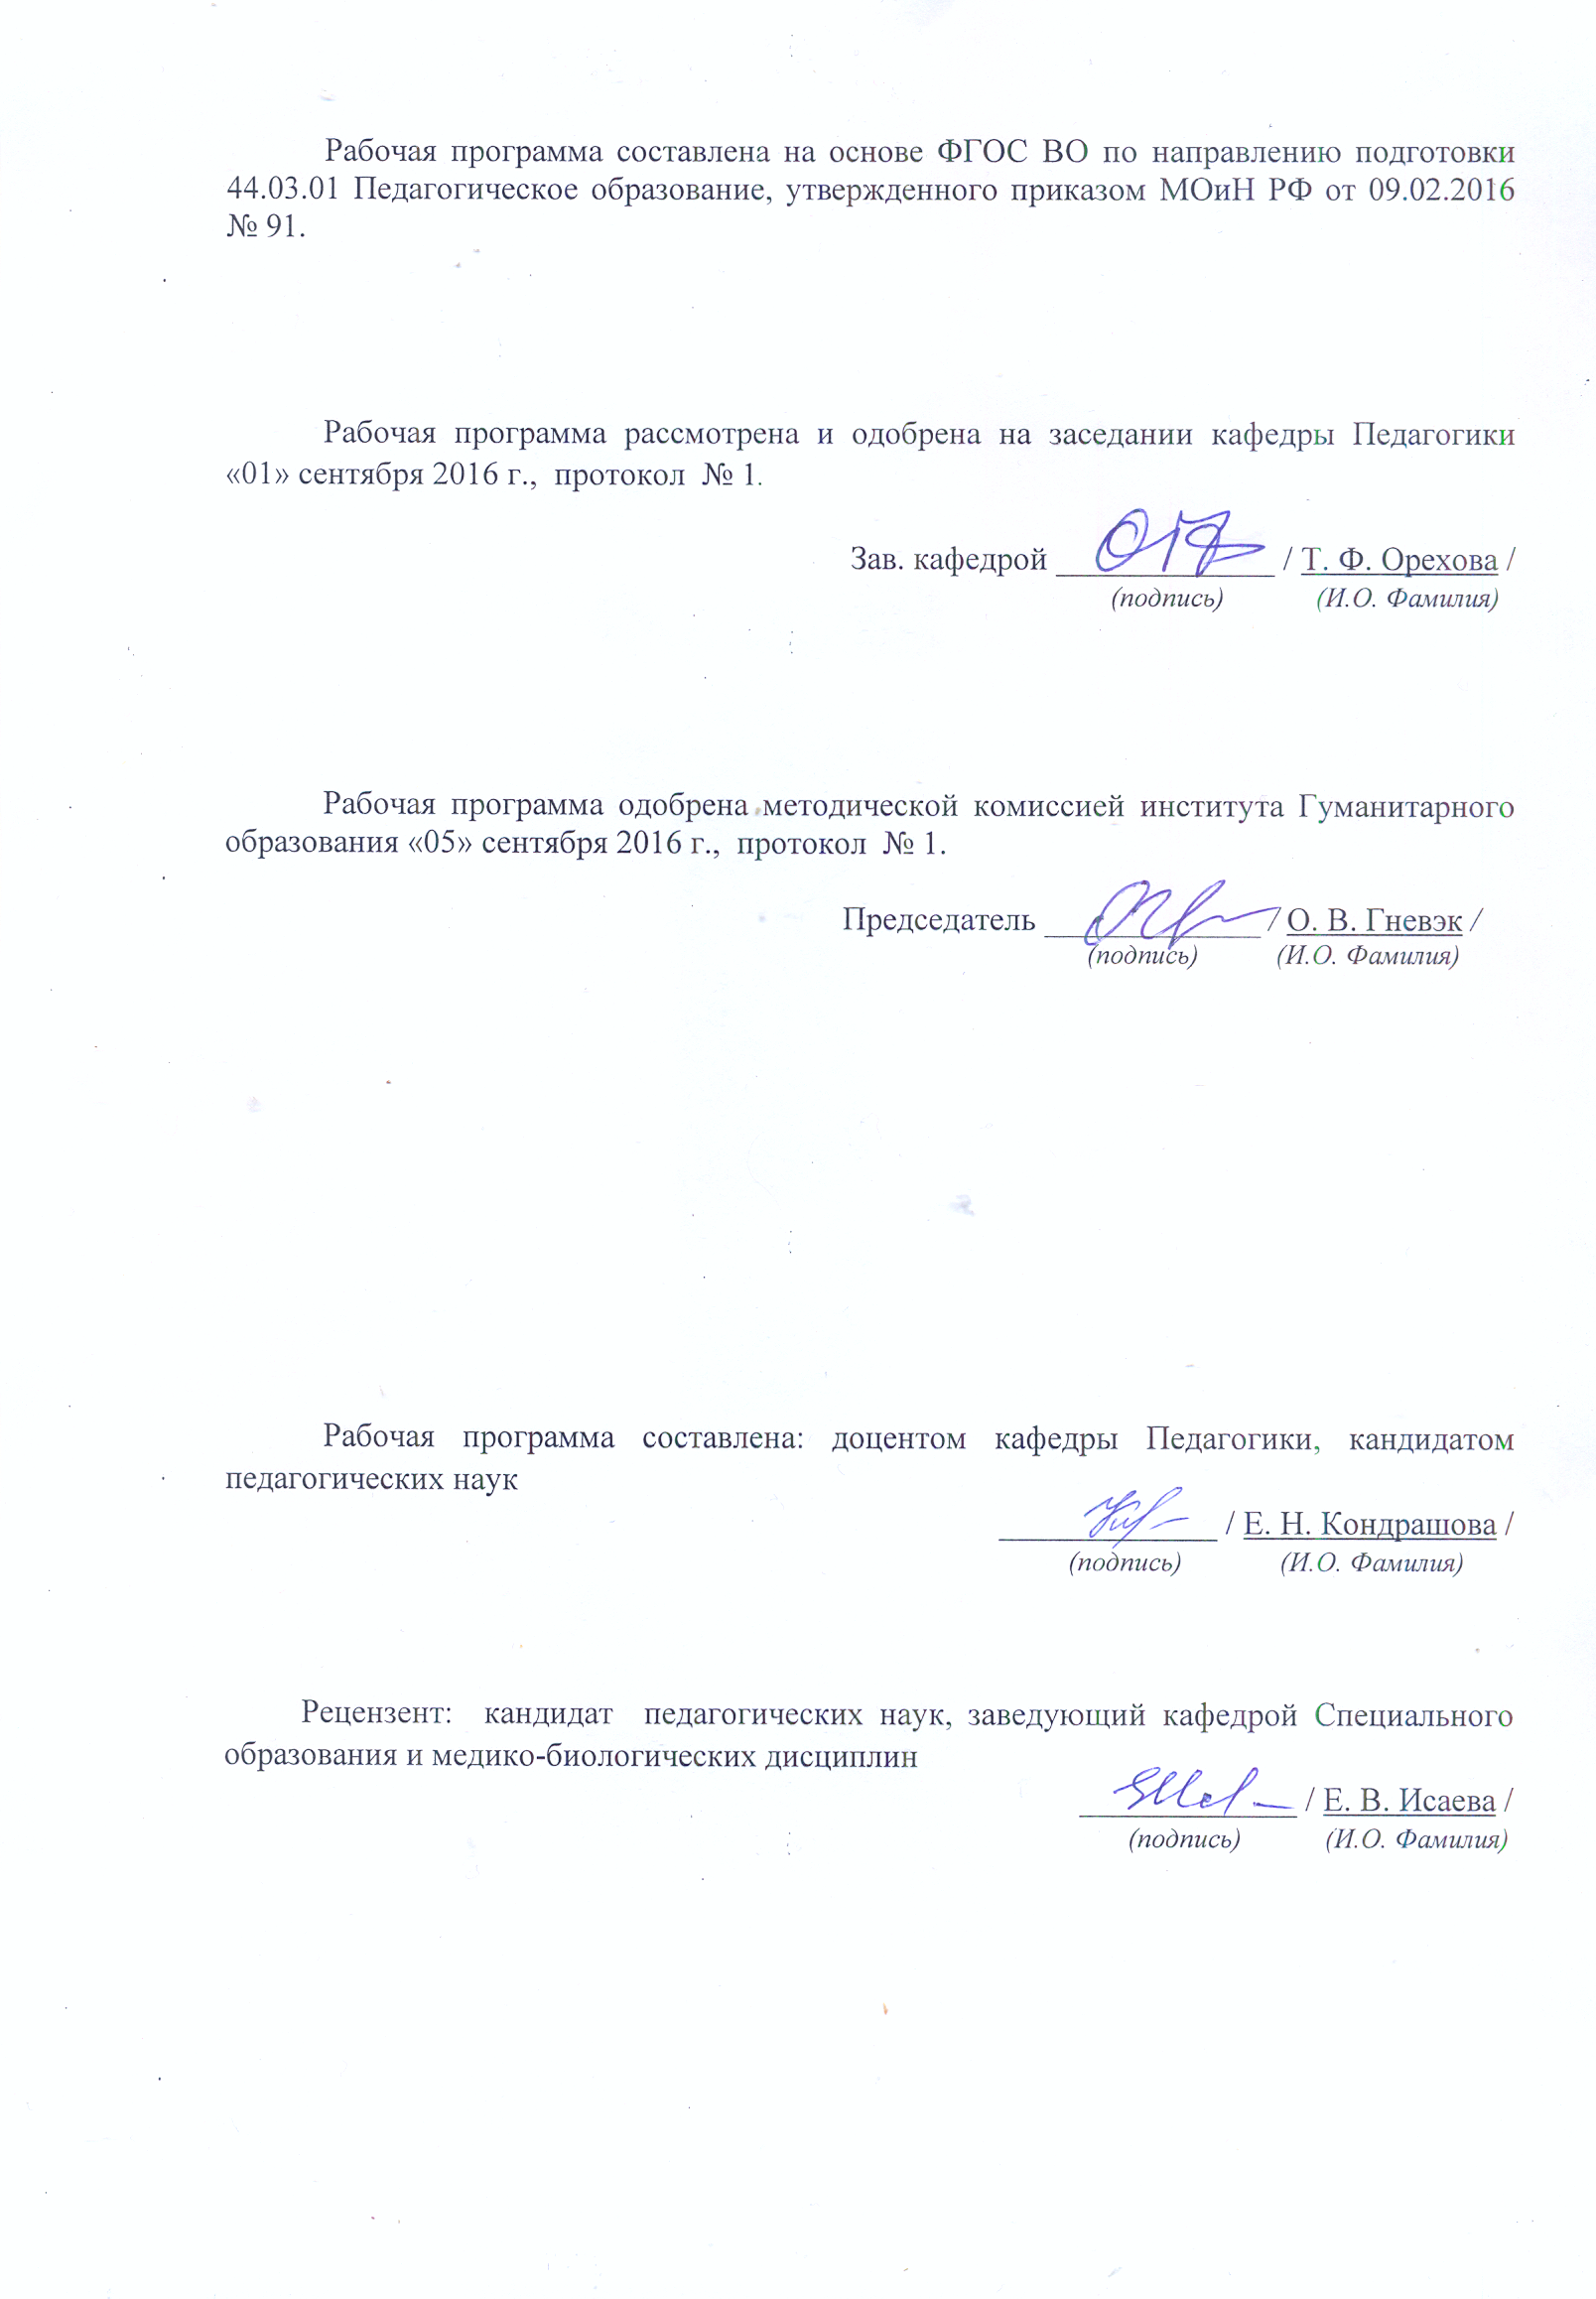 Рабочая программа составлена на основе ФГОС ВО по направлению подготовки
44.03.01 Педагогическое образование, утвержденного приказом МОиН РФ от 09.02.2016
№ 91.
Рабочая программа рассмотрена и одобрена на заседании кафедры Педагогики
«01» сентября 2016 г., протокол № 1.
Зав. кафедрой _____________ / Т. Ф. Орехова /
(подпись) (И.О. Фамилия)
Рабочая программа одобрена методической комиссией института Гуманитарного
образования «05» сентября 2016 г., протокол № 1.
Председатель _____________ / О. В. Гневэк /
(подпись) (И.О. Фамилия)
Рабочая программа составлена: доцентом кафедры Педагогики, кандидатом
педагогических наук
_____________ / Е. Н. Кондрашова /
(подпись) (И.О. Фамилия)
Рецензент: кандидат педагогических наук, заведующий кафедрой Специального
образования и медико-биологических дисциплин
_____________ / Е. В. Исаева /
(подпись) (И.О. Фамилия)